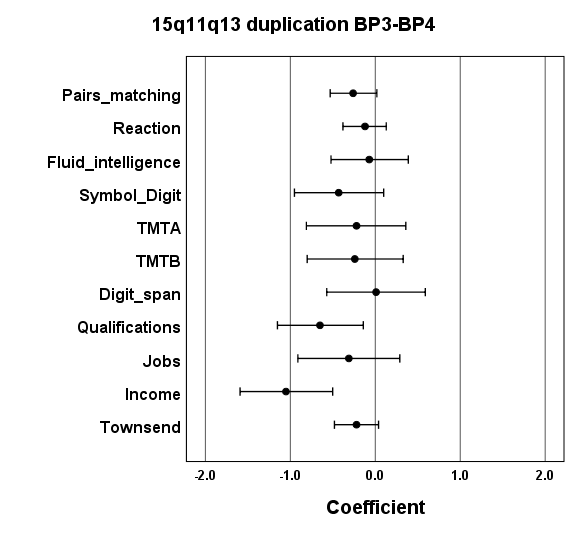 15q11q13 duplication BP3-BP4
Pairs_matching
Reaction
Fluid_intelligence
Symbol_Digit
TMTA
TMTB
Digit_span
Qualifications
Jobs
Income
Townsend
-2.0 -1.0 0.0 1.0 2.0
Coefficient